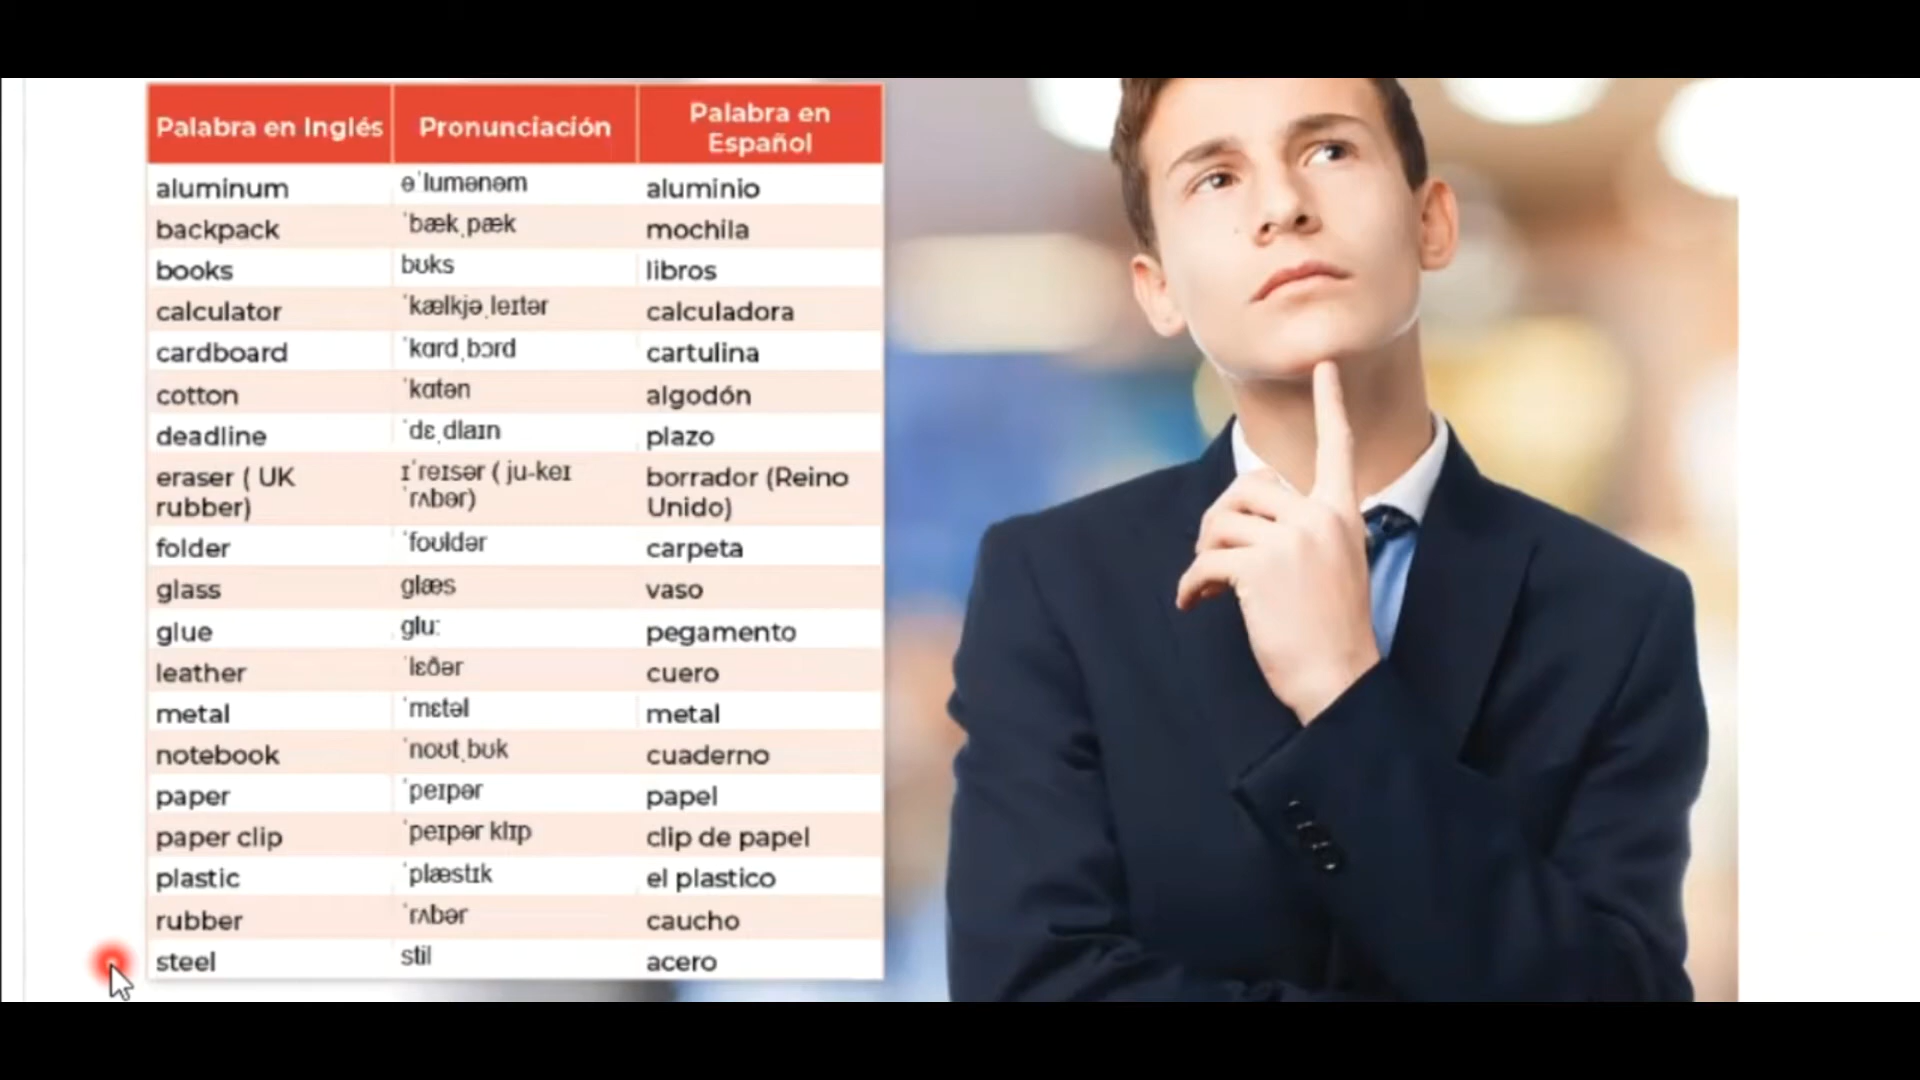 Palabra en Inglés Pronunciación Palabra en
Español
aluminum əˈlumənəm aluminio
backpack ˈbækˌpæk mochila
books bʊks libros
calculator ˈkælkjəˌleɪtər calculadora
cardboard ˈkɑrdˌbɔrd cartulina
cotton ˈkɑtən algodón
deadline ˈdɛˌdlaɪn plazo
eraser ( UK ɪˈreɪsər ( ju-keɪ borrador (Reino
rubber) ˈrʌbər) Unido)
folder ˈfoʊldər carpeta
glass glæs vaso
glue gluː pegamento
leather ˈlɛðər cuero
metal ˈmɛtəl metal
notebook ˈnoʊtˌbʊk cuaderno
paper ˈpeɪpər papel
paper clip ˈpeɪpər klɪp clip de papel
plastic ˈplæstɪk el plastico
rubber ˈrʌbər caucho
steel stil acero